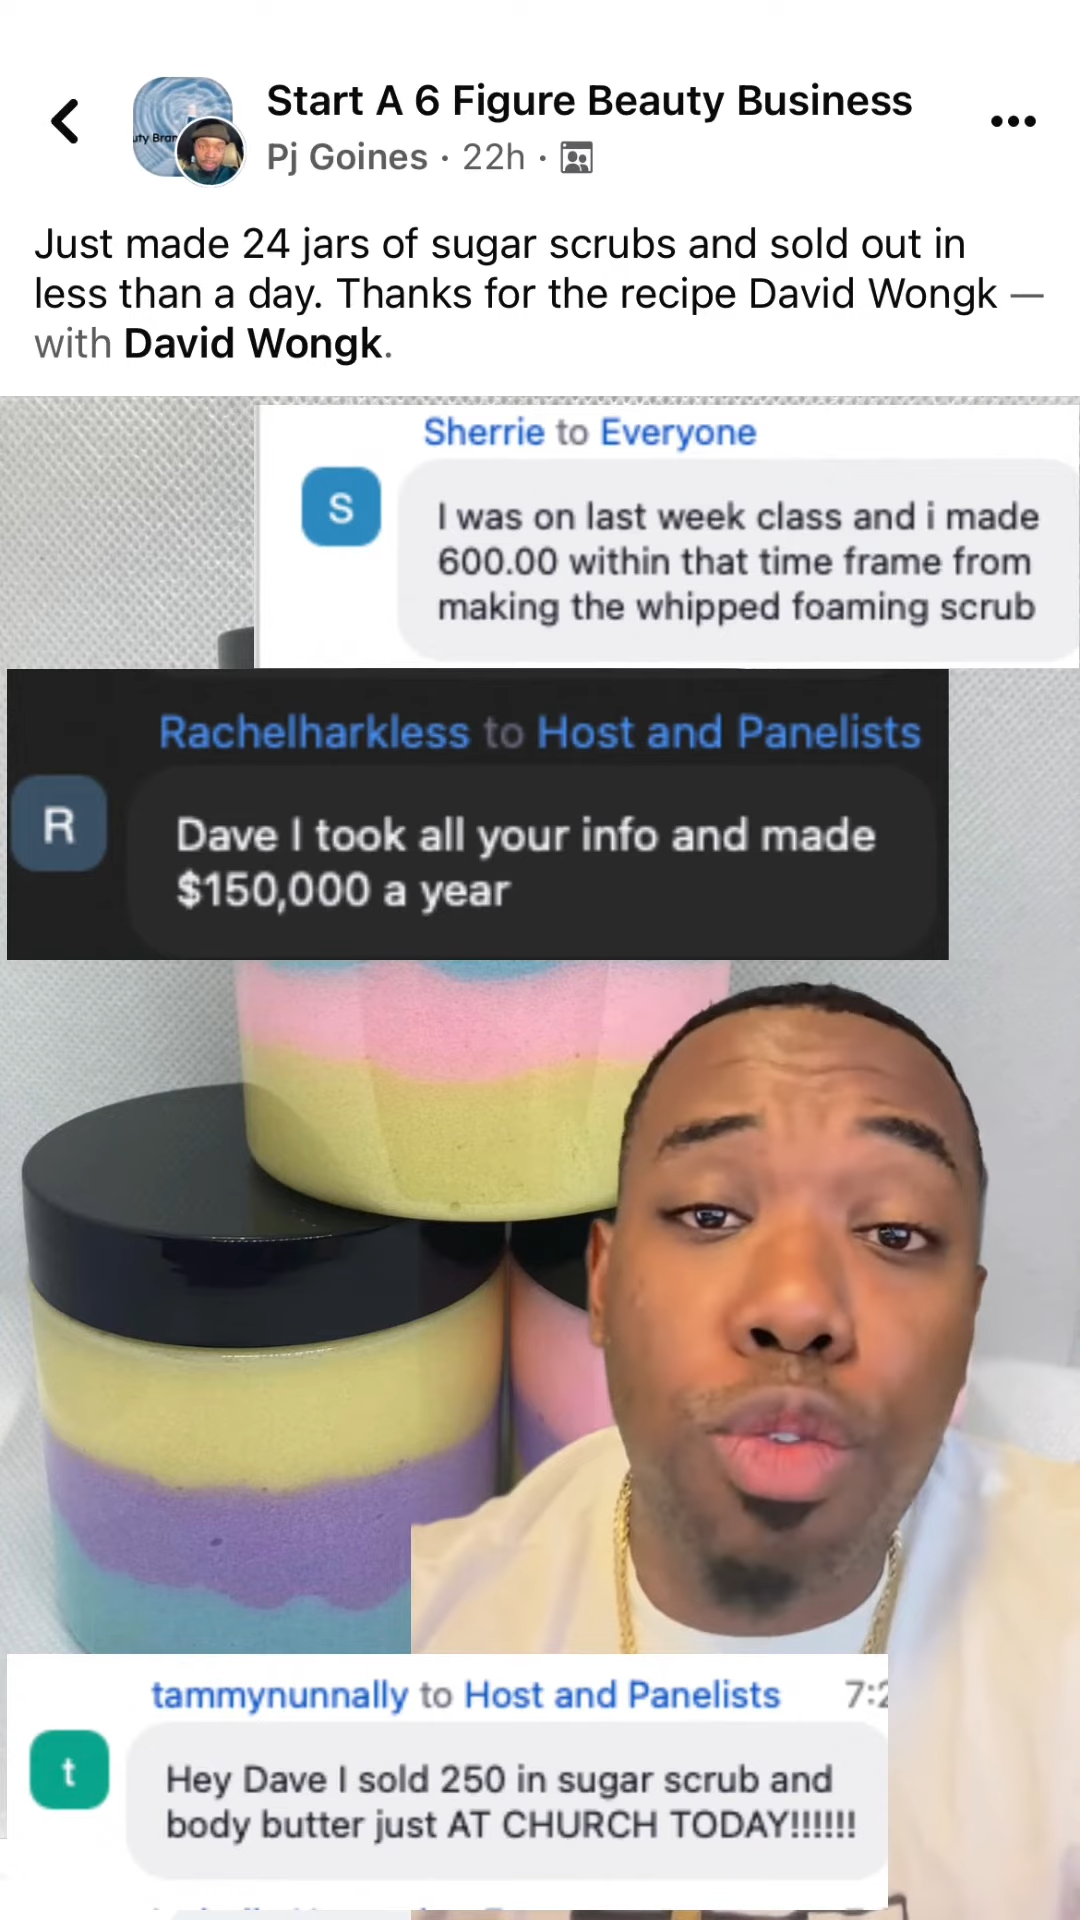 Start A 6 Figure Beauty Business
uty Bran
Pj Goines · 22h ·
Just made 24 jars of sugar scrubs and sold out in
less than a day. Thanks for the recipe David Wongk —
with David Wongk.
Sherrie to Everyone
S
I was on last week class and i made
600.00 within that time frame from
making the whipped foaming scrub
Rachelharkless to Host and Panelists
R
Dave I took all your info and made
$150,000 a year
tammynunnally to Host and Panelists 7:2
t
Hey Dave I sold 250 in sugar scrub and
body butter just AT CHURCH TODAY!!!!!!